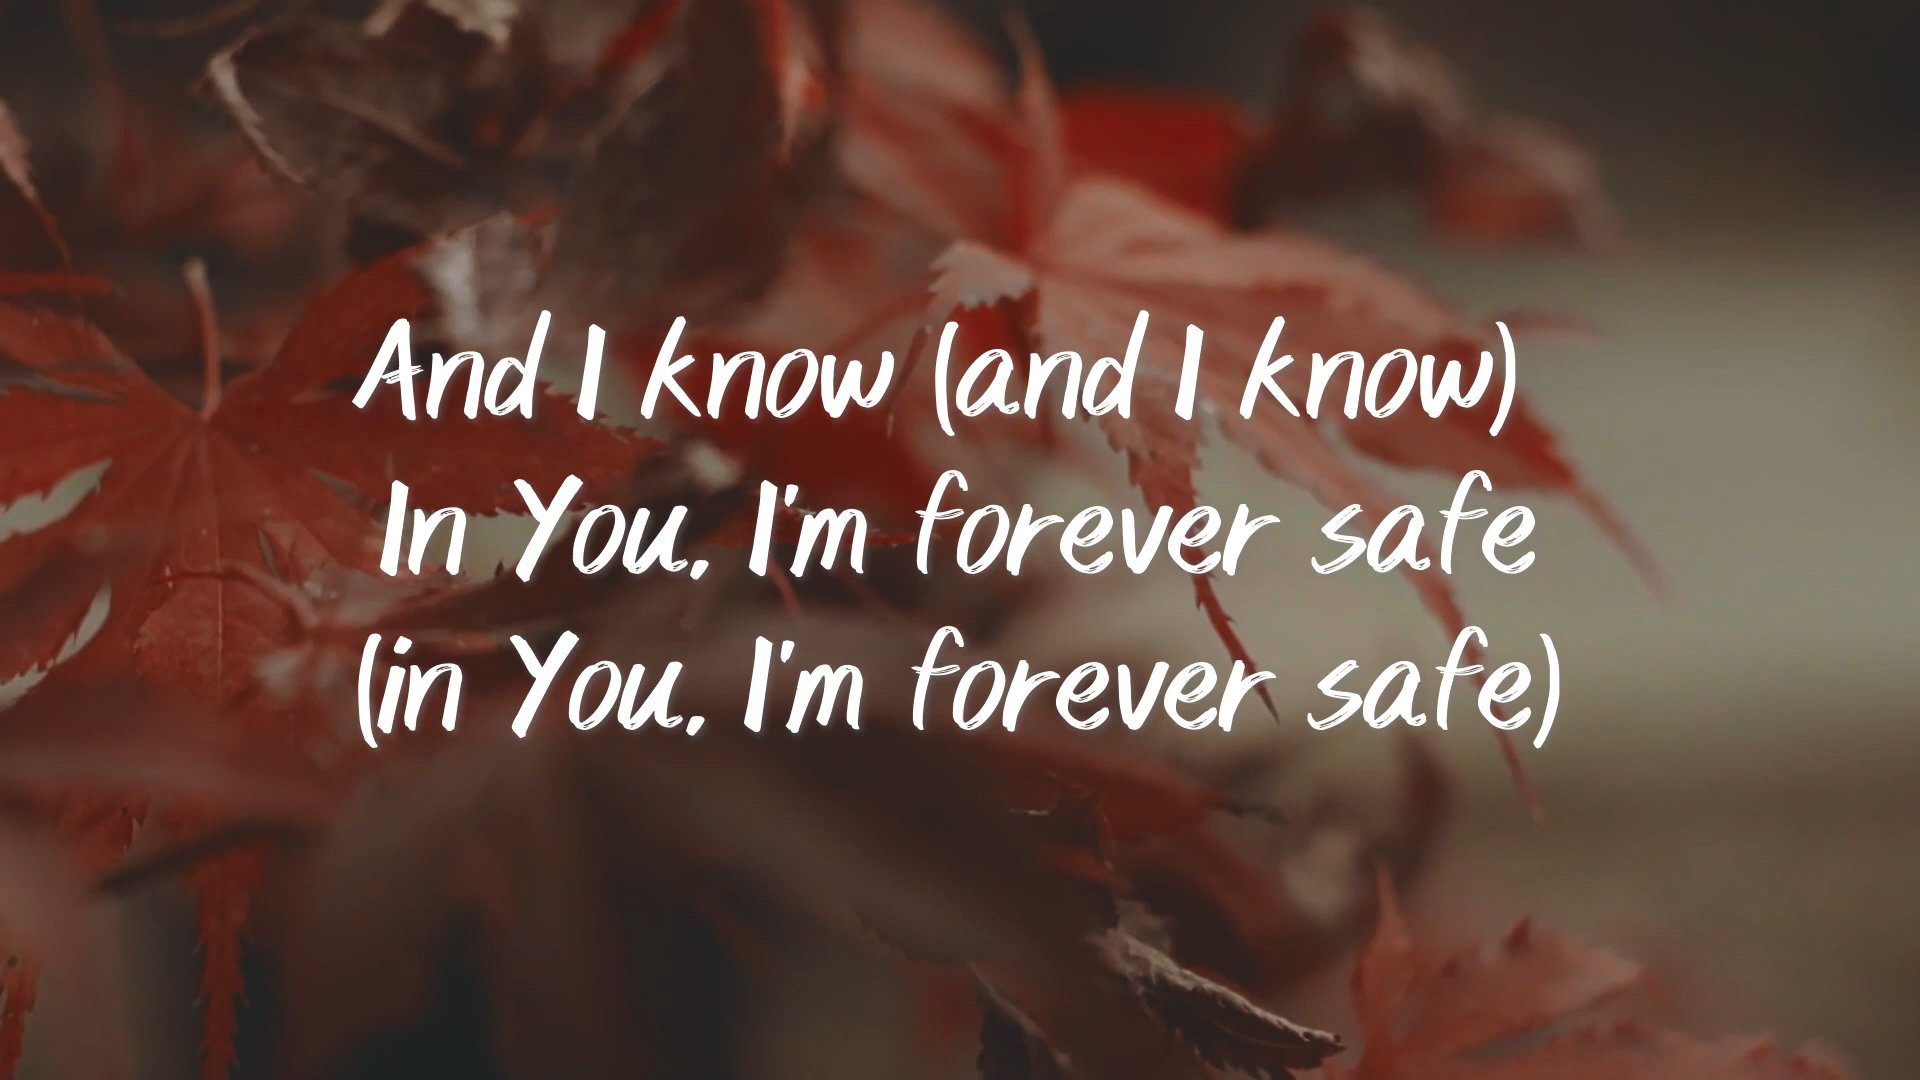 And I know (and I know)
In You, I'm forever safe
(in You, I'm forever safe)